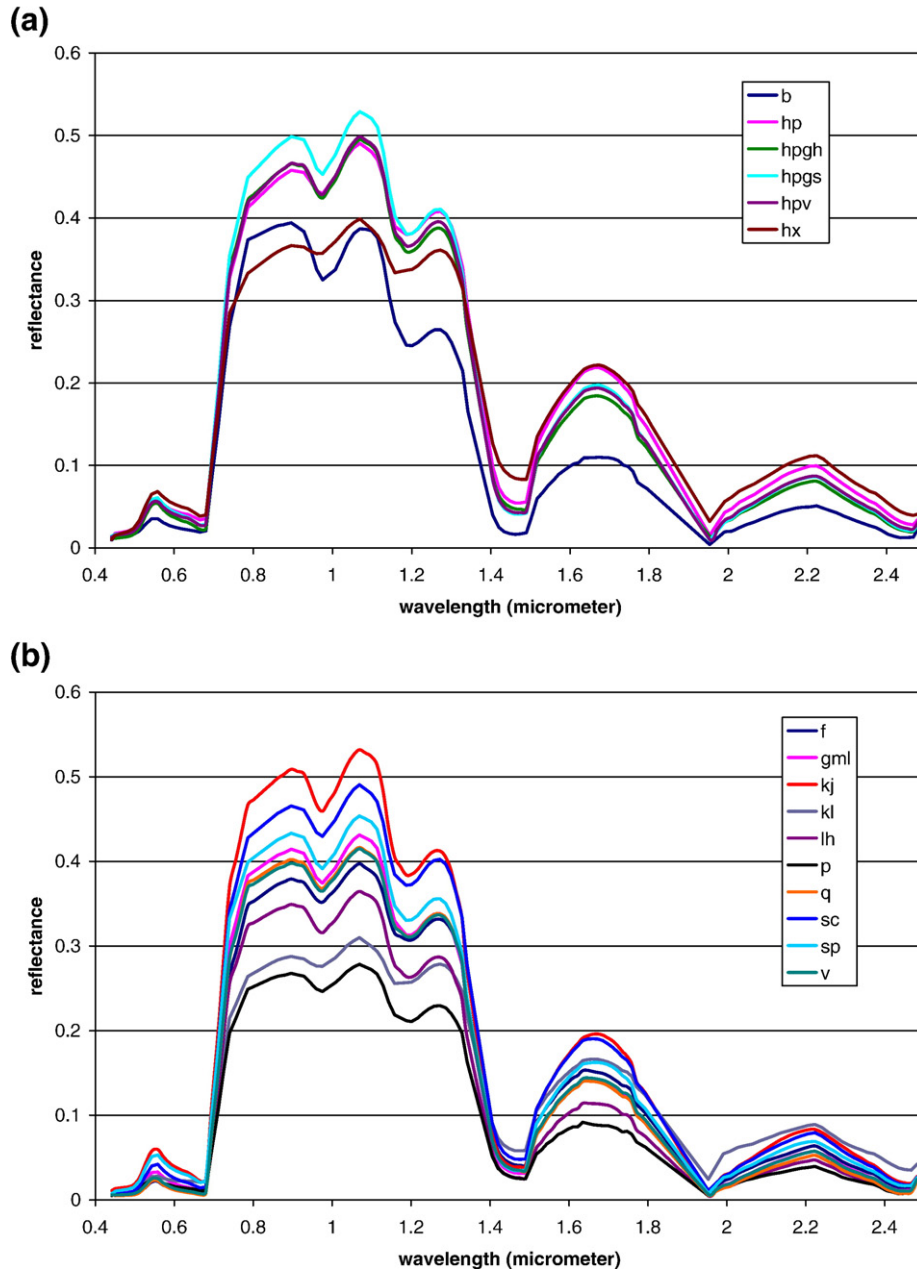 (a)
0.6
0.5
0.4
0.3
0.2
0.1
0
reflectance
b
hp
hpgh
hpgs
hpv
hx
0.4 0.6 0.8 1 1.2 1.4 1.6 1.8 2 2.2 2.4
wavelength (micrometer)
(b)
0.6
0.5
0.4
0.3
0.2
0.1
0
reflectance
f
gml
kj
kl
lh
p
q
sc
sp
v
0.4 0.6 0.8 1 1.2 1.4 1.6 1.8 2 2.2 2.4
wavelength (micrometer)